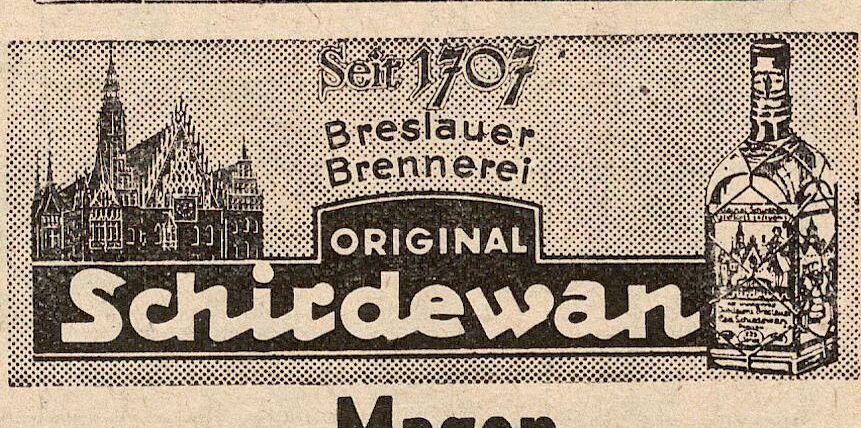 Seit 1707
Breslauer
Brennerei
ORIGINAL
Schirdewan
Magen